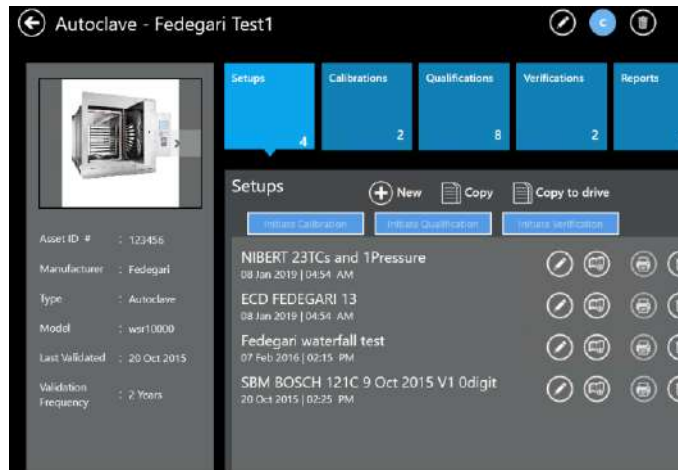 Autoclave - Fedegari Test1
C
Setups
4
Calibrations
2
Qualifications
8
Verifications
2
Reports
Setups
New
Copy
Copy to drive
Initiate Calibration
Initiate Qualification
Initiate Verification
Asset ID # : 123456
Manufacturer : Fedegari
Type : Autoclave
Model : wsr10000
Last Validated : 20 Oct 2015
Validation
Frequency : 2 Years
NIBERT 23TCs and 1Pressure
08 Jan 2019 | 04:54 AM
ECD FEDEGARI 13
08 Jan 2019 | 04:54 AM
Fedegari waterfall test
07 Feb 2016 | 02:15 PM
SBM BOSCH 121C 9 Oct 2015 V1 0digit
20 Oct 2015 | 02:25 PM